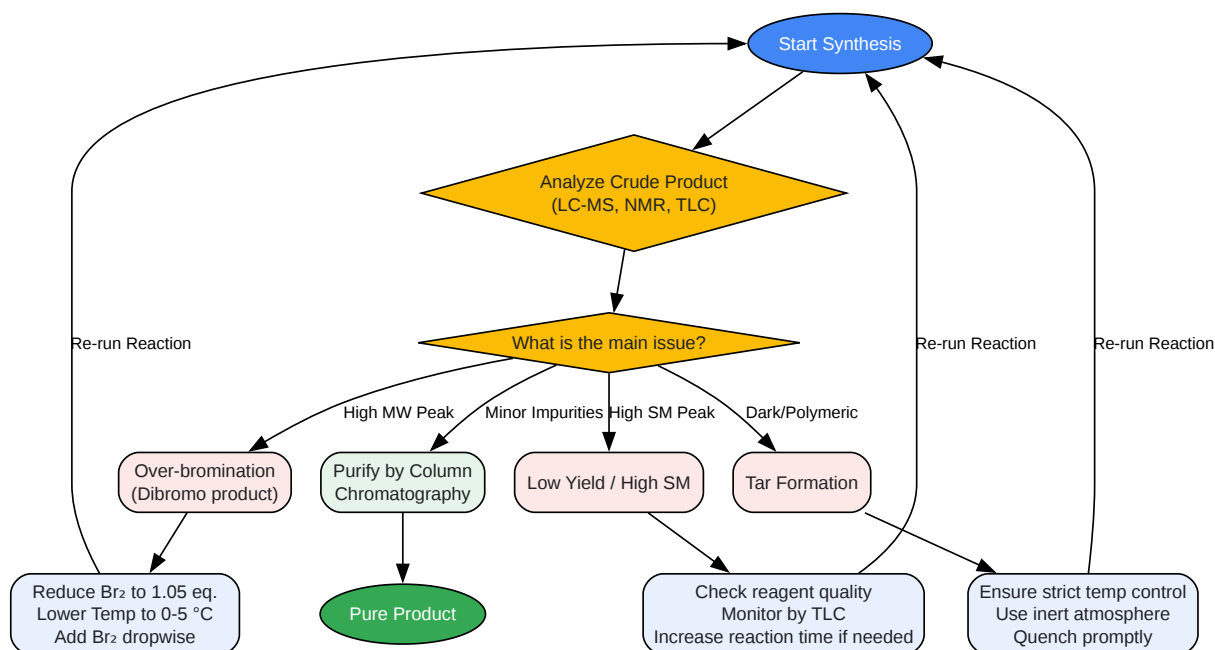 Start Synthesis
Analyze Crude Product
(LC-MS, NMR, TLC)
What is the main issue?
Re-run Reaction
Re-run Reaction
Re-run Reaction
High MW Peak
Minor Impurities
High SM Peak
Dark/Polymeric
Over-bromination
(Dibromo product)
Purify by Column
Chromatography
Low Yield / High SM
Tar Formation
Reduce Br₂ to 1.05 eq.
Lower Temp to 0-5 °C
Add Br₂ dropwise
Pure Product
Check reagent quality
Monitor by TLC
Increase reaction time if needed
Ensure strict temp control
Use inert atmosphere
Quench promptly